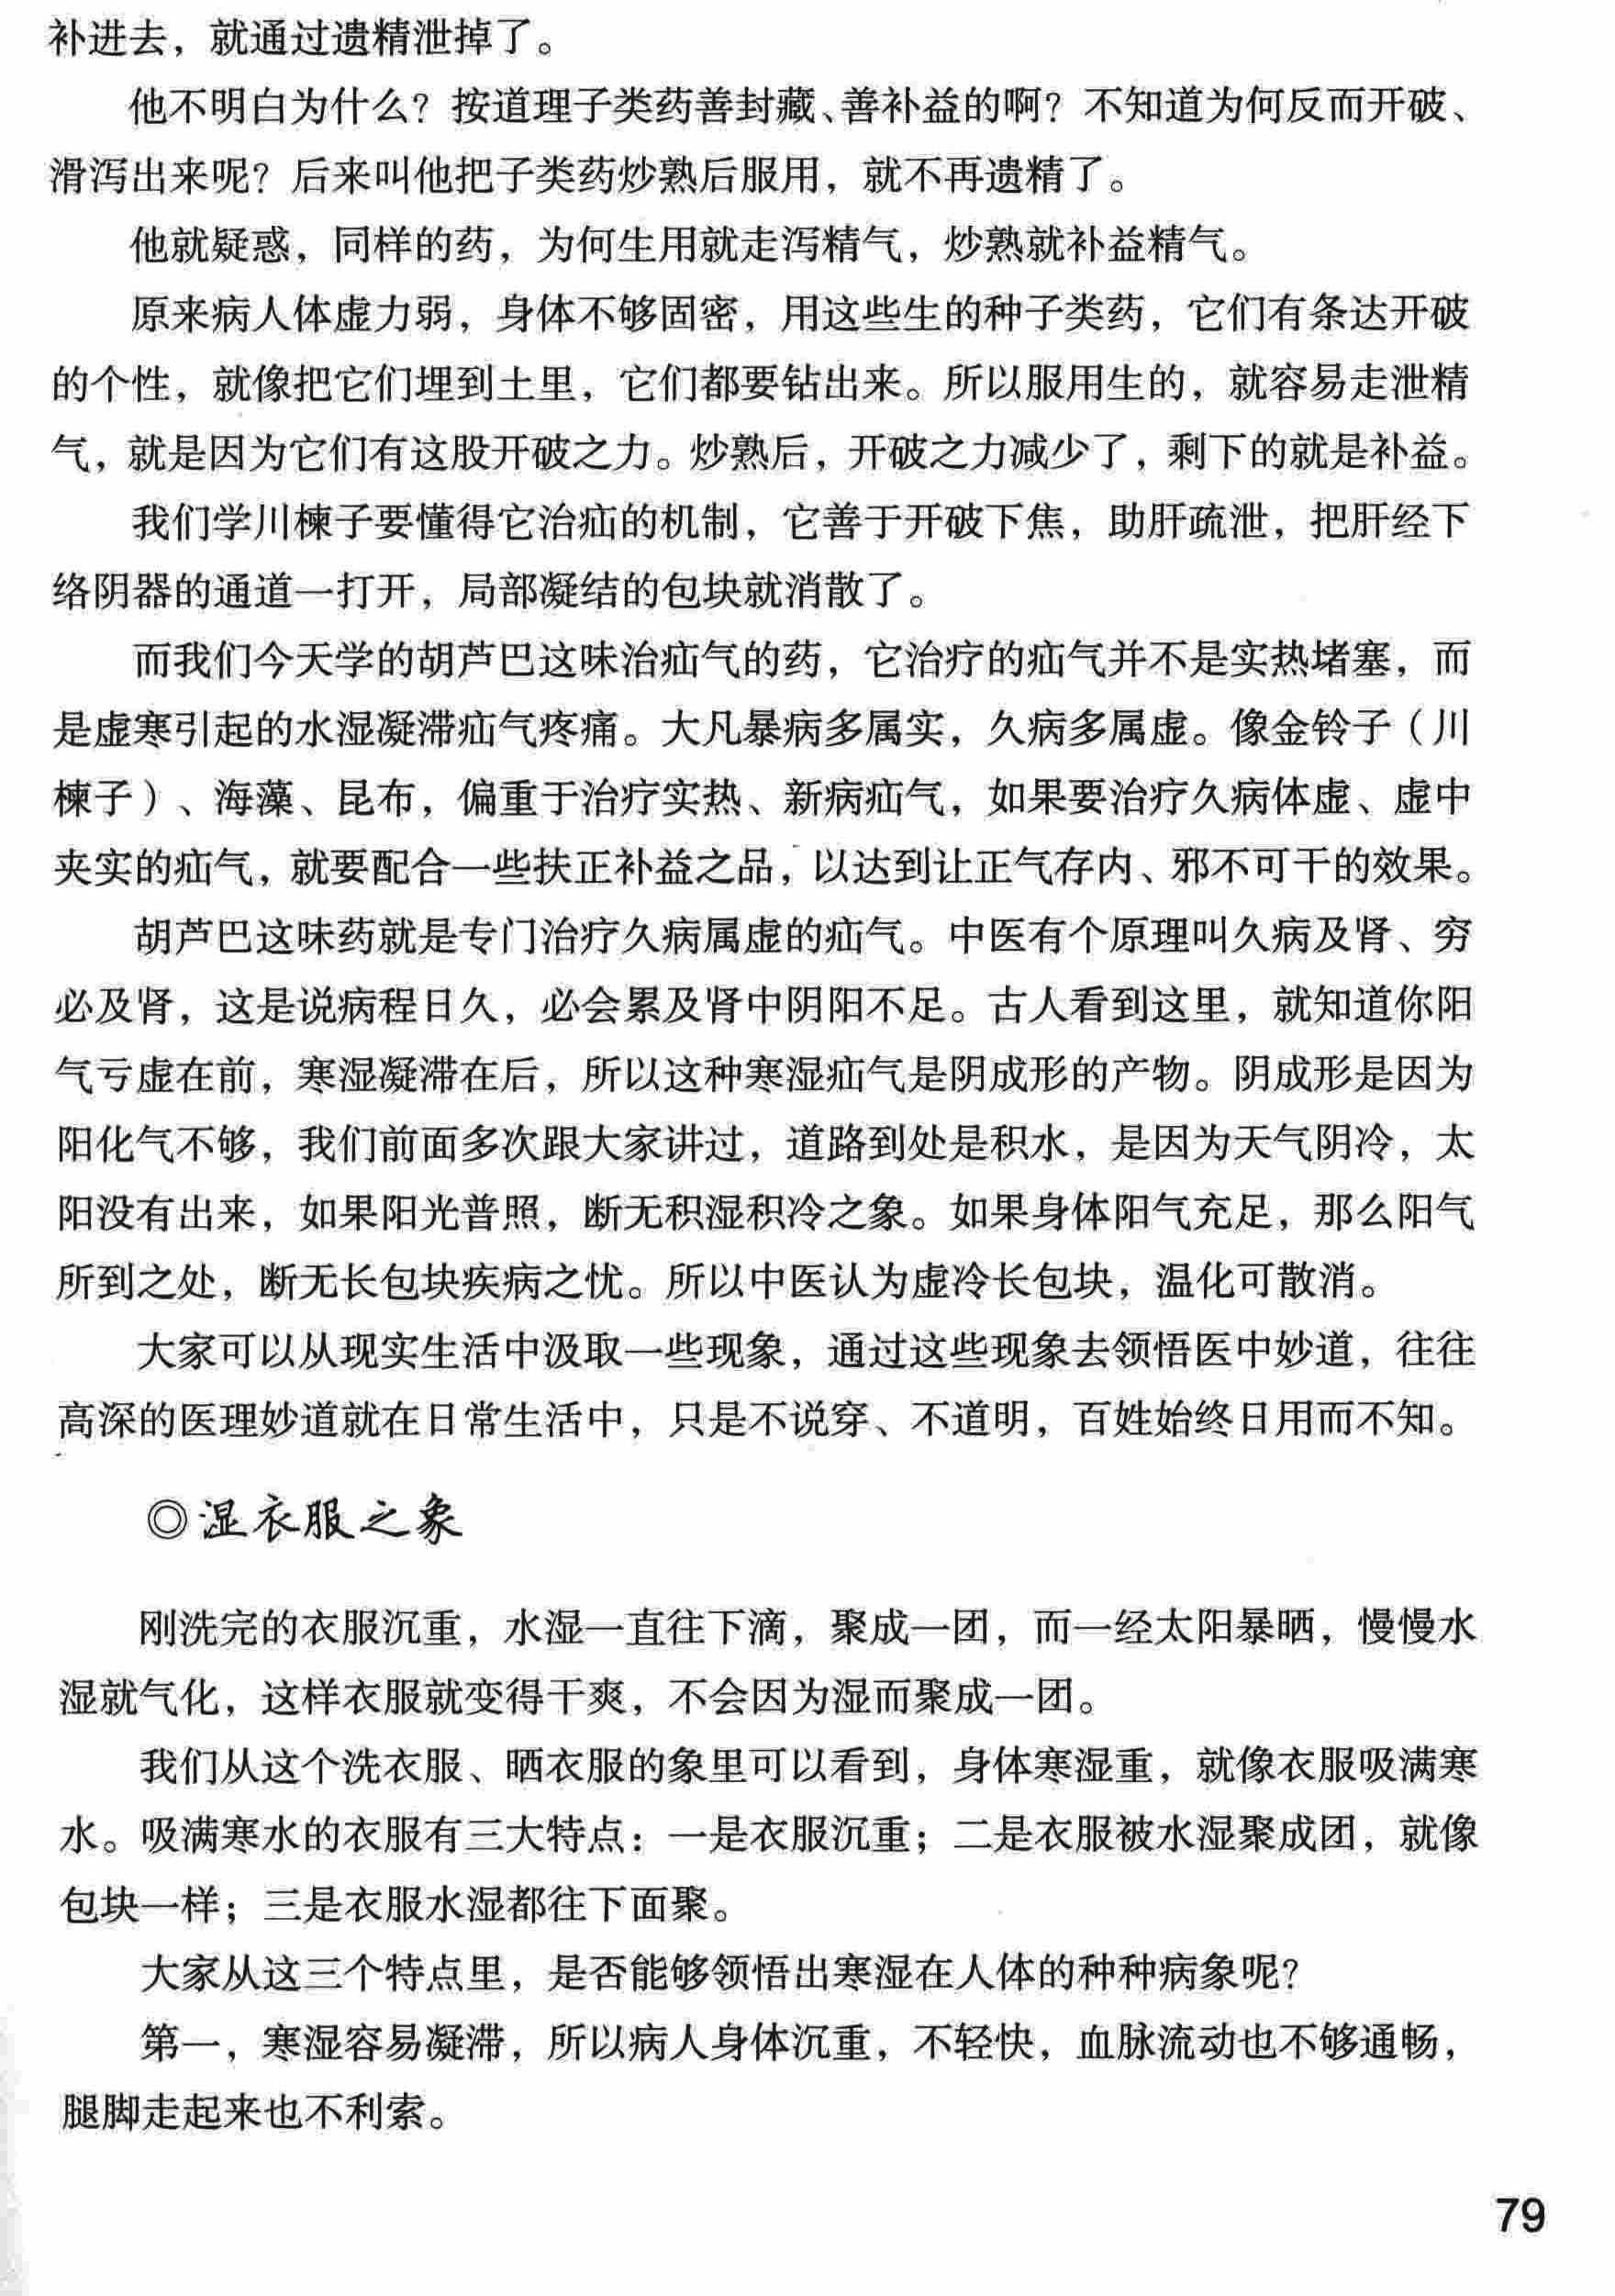 补进去，就通过遗精泄掉了。
他不明白为什么？按道理子类药善封藏、善补益的啊？不知道为何反而开破、
滑泻出来呢？后来叫他把子类药炒熟后服用，就不再遗精了。
他就疑惑，同样的药，为何生用就走泻精气，炒熟就补益精气。
原来病人体虚力弱，身体不够固密，用这些生的种子类药，它们有条达开破
的个性，就像把它们埋到土里，它们都要钻出来。所以服用生的，就容易走泄精
气，就是因为它们有这股开破之力。炒熟后，开破之力减少了，剩下的就是补益。
我们学川楝子要懂得它治疝的机制，它善于开破下焦，助肝疏泄，把肝经下
络阴器的通道一打开，局部凝结的包块就消散了。
而我们今天学的胡芦巴这味治疝气的药，它治疗的疝气并不是实热堵塞，而
是虚寒引起的水湿凝滞疝气疼痛。大凡暴病多属实，久病多属虚。像金铃子（川
楝子）、海藻、昆布，偏重于治疗实热、新病疝气，如果要治疗久病体虚、虚中
夹实的疝气，就要配合一些扶正补益之品，以达到让正气存内、邪不可干的效果。
胡芦巴这味药就是专门治疗久病属虚的疝气。中医有个原理叫久病及肾、穷
必及肾，这是说病程日久，必会累及肾中阴阳不足。古人看到这里，就知道你阳
气亏虚在前，寒湿凝滞在后，所以这种寒湿疝气是阴成形的产物。阴成形是因为
阳化气不够，我们前面多次跟大家讲过，道路到处是积水，是因为天气阴冷，太
阳没有出来，如果阳光普照，断无积湿积冷之象。如果身体阳气充足，那么阳气
所到之处，断无长包块疾病之忧。所以中医认为虚冷长包块，温化可散消。
大家可以从现实生活中汲取一些现象，通过这些现象去领悟医中妙道，往往
高深的医理妙道就在日常生活中，只是不说穿、不道明，百姓始终日用而不知。
◎湿衣服之象
刚洗完的衣服沉重，水湿一直往下滴，聚成一团，而一经太阳暴晒，慢慢水
湿就气化，这样衣服就变得干爽，不会因为湿而聚成一团。
我们从这个洗衣服、晒衣服的象里可以看到，身体寒湿重，就像衣服吸满寒
水。吸满寒水的衣服有三大特点：一是衣服沉重；二是衣服被水湿聚成团，就像
包块一样；三是衣服水湿都往下面聚。
大家从这三个特点里，是否能够领悟出寒湿在人体的种种病象呢？
第一，寒湿容易凝滞，所以病人身体沉重，不轻快，血脉流动也不够通畅，
腿脚走起来也不利索。
79